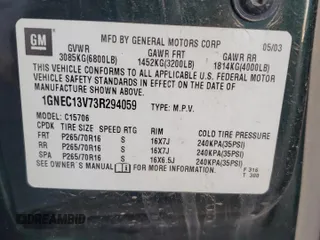 GM
MFD BY GENERAL MOTORS CORP 05/03
GVWR GAWR FRT GAWR RR
3085KG(6800LB) 1452KG(3200LB) 1814KG(4000LB)
THIS VEHICLE CONFORMS TO ALL APPLICABLE U.S. FEDERAL
MOTOR VEHICLE SAFETY STANDARDS IN EFFECT ON THE DATE OF
MANUFACTURE SHOWN ABOVE.
1GNEC13V73R294059 TYPE: M.P.V.
MODEL: C15706
CPDK TIRE SIZE SPEED RTG RIM COLD TIRE PRESSURE
FRT P265/70R16 S 16X7J 240KPA(35PSI)
RR P265/70R16 S 16X7J 240KPA(35PSI)
SPA P265/70R16 S 16X6.5J 240KPA(35PSI)
SEE OWNER'S MANUAL FOR ADDITIONAL INFORMATION
DREAMBID